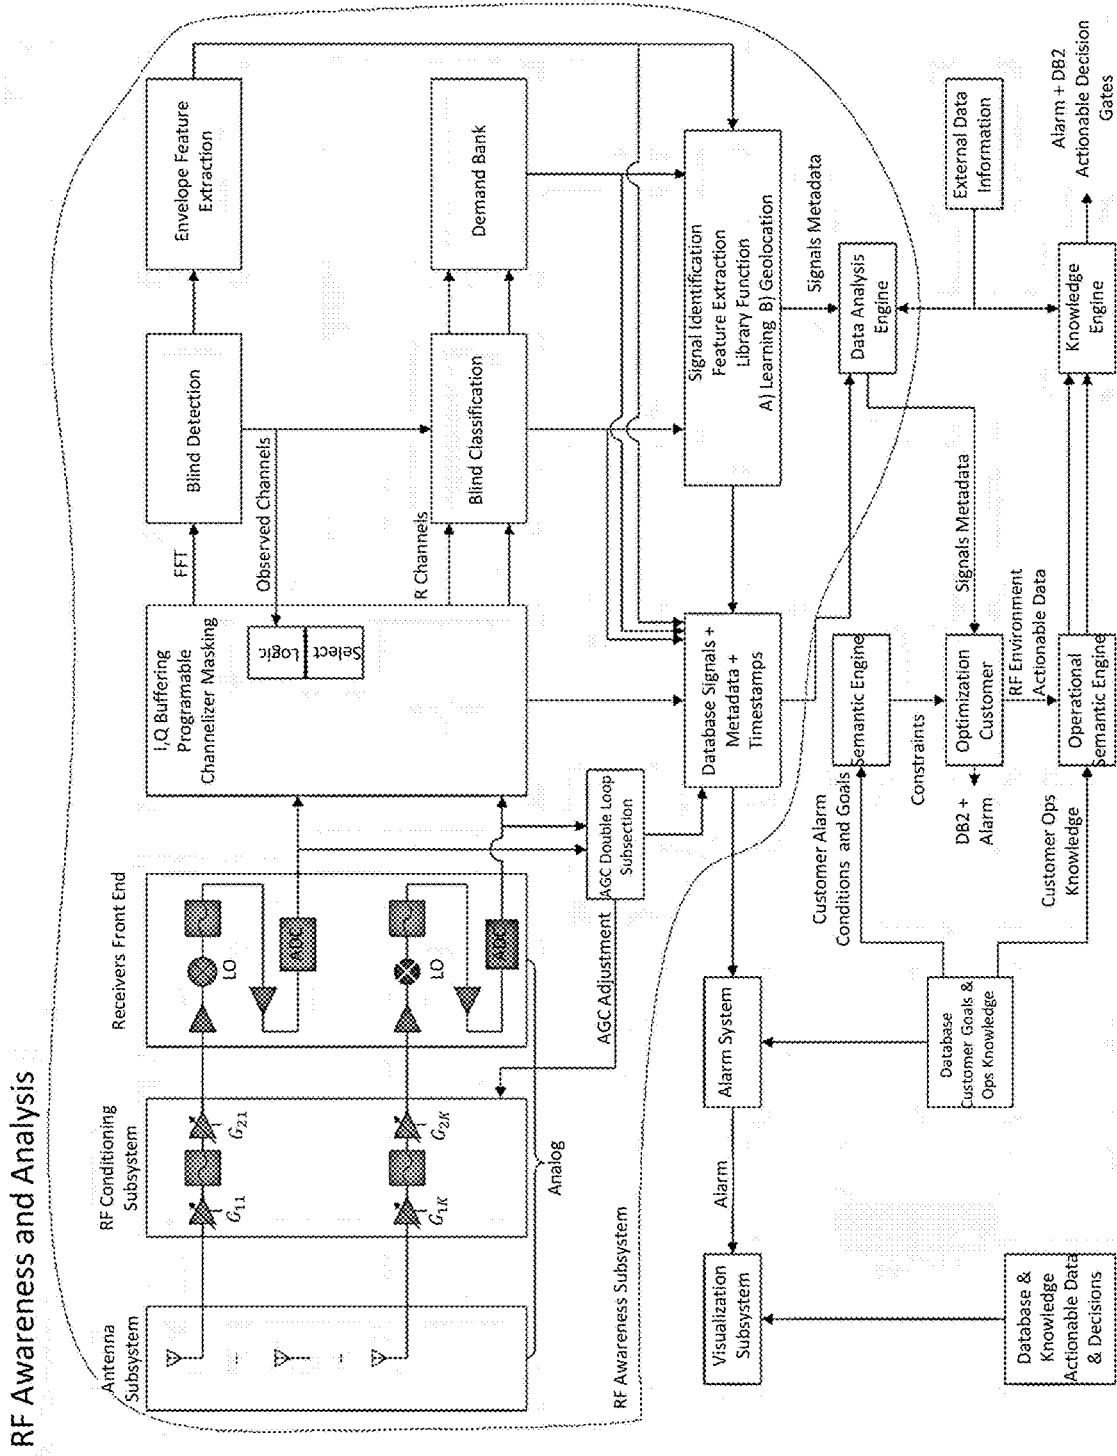 RF Awareness and Analysis
Antenna
Subsystem
RF Conditioning
Subsystem
G11
G21
G1K
G2K
Receivers Front End
LO
ADC
LO
ADC
Analog
I,Q Buffering
Programable
Channelizer Masking
Select
Logic
FFT
Observed Channels
R Channels
Blind Detection
Blind Classification
Envelope Feature
Extraction
Demand Bank
AGC Adjustment
AGC Double Loop
Subsection
RF Awareness Subsystem
Database Signals +
Metadata +
Timestamps
Signal Identification
Feature Extraction
Library Function
A) Learning B) Geolocation
Signals Metadata
Visualization
Subsystem
Alarm
Alarm System
Data Analysis
Engine
Customer Alarm
Conditions and Goals
Semantic Engine
Constraints
Signals Metadata
DB2 +
Alarm
Optimization
Customer
RF Environment
Actionable Data
External Data
Information
Database
Customer Goals &
Ops Knowledge
Customer Ops
Knowledge
Operational
Semantic Engine
Knowledge
Engine
Alarm + DB2
Actionable Decision
Gates
Database &
Knowledge
Actionable Data
& Decisions